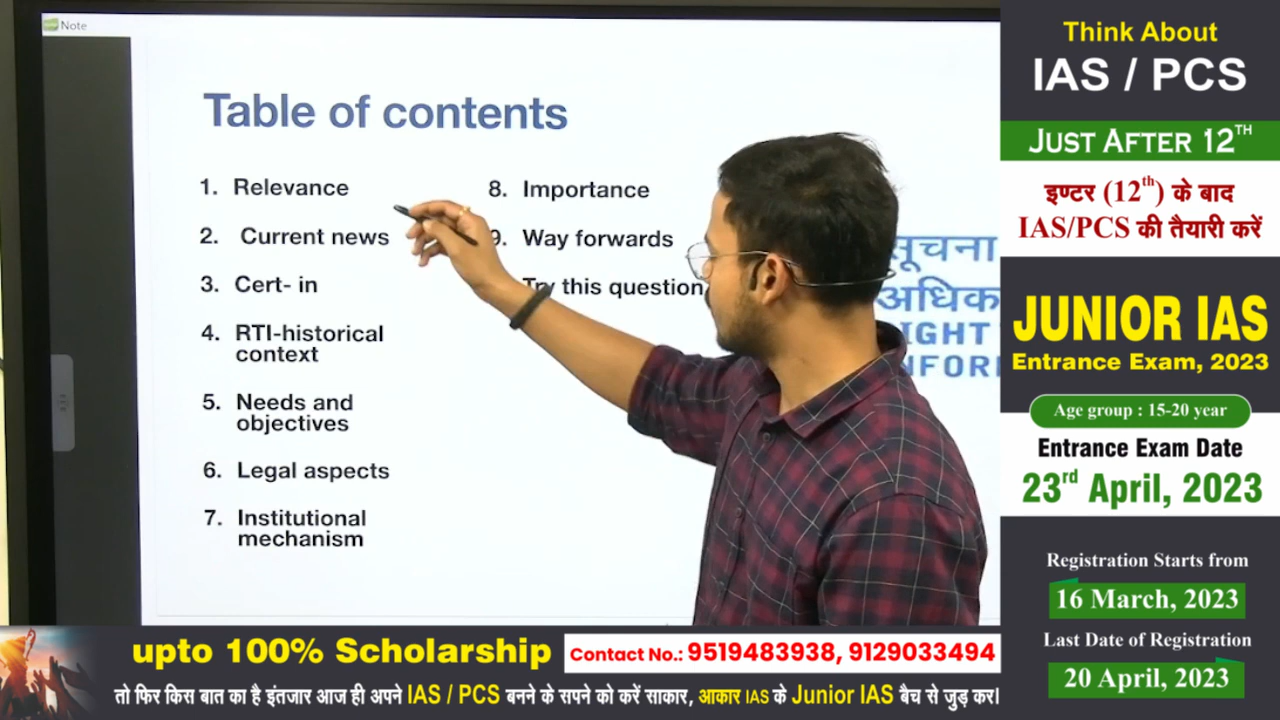 Note
Table of contents
1. Relevance
2. Current news
3. Cert- in
4. RTI-historical
context
5. Needs and
objectives
6. Legal aspects
7. Institutional
mechanism
8. Importance
9. Way forwards
Try this question
सूचना
अधिक
IGHT
NFOR
Think About
IAS / PCS
JUST AFTER 12TH
इण्टर (12th) के बाद
IAS/PCS की तैयारी करें
JUNIOR IAS
Entrance Exam, 2023
Age group : 15-20 year
Entrance Exam Date
23rd April, 2023
Registration Starts from
16 March, 2023
Last Date of Registration
20 April, 2023
upto 100% Scholarship
Contact No.: 9519483938, 9129033494
तो फिर किस बात का है इंतजार आज ही अपने IAS / PCS बनने के सपने को करें साकार, आकार IAS के Junior IAS बैच से जुड़ कर।